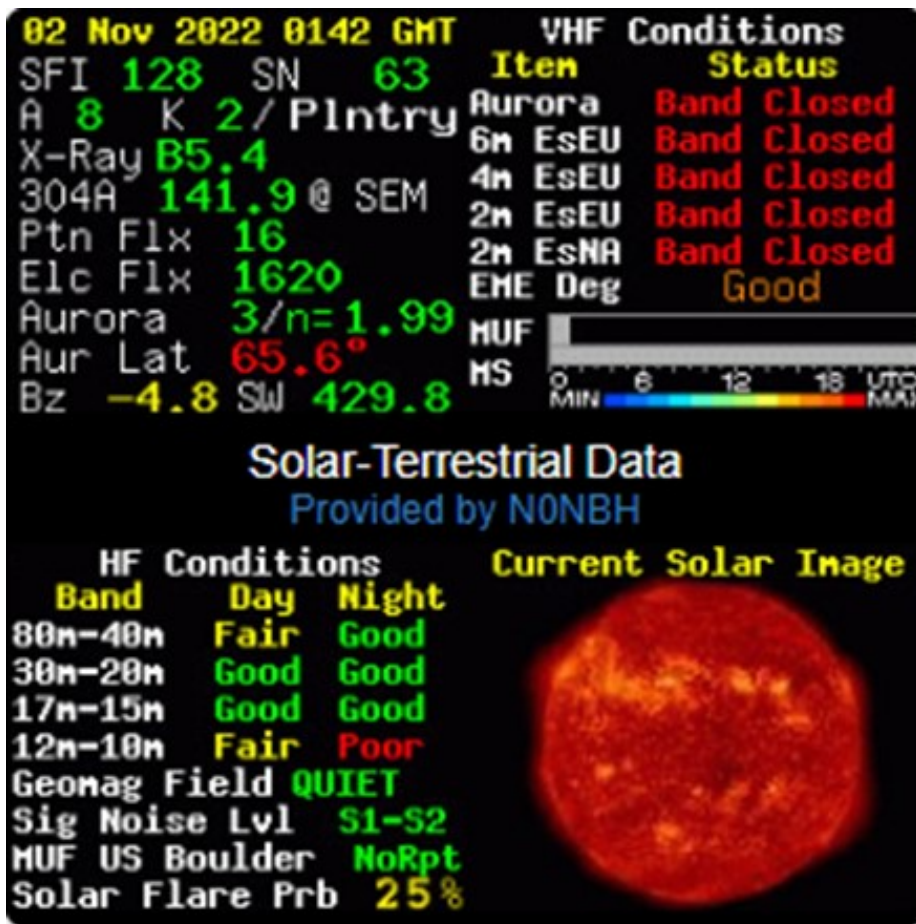 02 Nov 2022 0142 GMT
SFI 128 SN 63
A 8 K 2 / Plntry
X-Ray B5.4
304A 141.9 @ SEM
Ptn Flx 16
Elc Flx 1620
Aurora 3/n=1.99
Aur Lat 65.6°
Bz -4.8 SW 429.8
VHF Conditions
Item Status
Aurora Band Closed
6m EsEU Band Closed
4m EsEU Band Closed
2m EsEU Band Closed
2m EsNA Band Closed
EME Deg Good
MUF
MS
0 6 12 18 UTC
MIN MAX
Solar-Terrestrial Data
Provided by N0NBH
HF Conditions
Band Day Night
80m-40m Fair Good
30m-20m Good Good
17m-15m Good Good
12m-10m Fair Poor
Geomag Field QUIET
Sig Noise Lvl S1-S2
MUF US Boulder NoRpt
Solar Flare Prb 25%
Current Solar Image